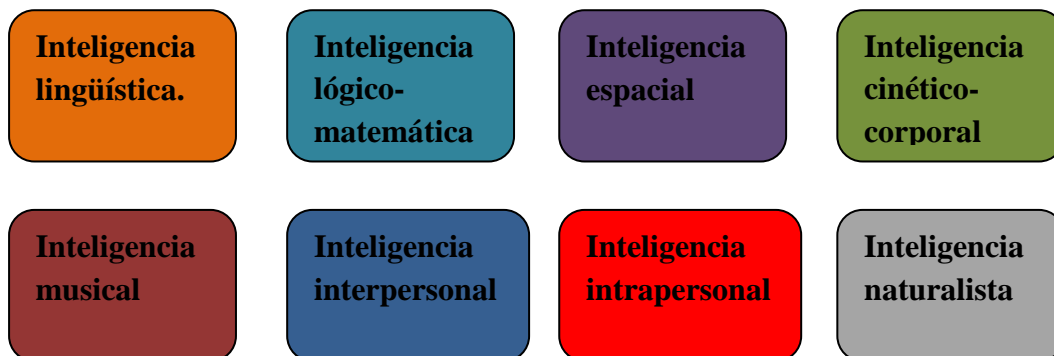 Inteligencia
lingüística.
Inteligencia
lógico-
matemática
Inteligencia
espacial
Inteligencia
cinético-
corporal
Inteligencia
musical
Inteligencia
interpersonal
Inteligencia
intrapersonal
Inteligencia
naturalista